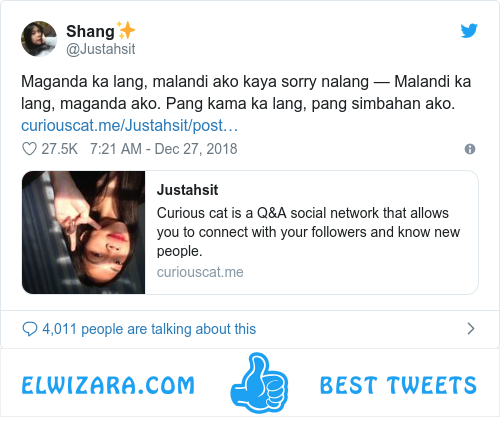 Shang✨
@Justahsit
Maganda ka lang, malandi ako kaya sorry nalang — Malandi ka
lang, maganda ako. Pang kama ka lang, pang simbahan ako.
curiouscat.me/Justahsit/post…
27.5K 7:21 AM - Dec 27, 2018
Justahsit
Curious cat is a Q&A social network that allows
you to connect with your followers and know new
people.
curiouscat.me
4,011 people are talking about this
ELWIZARA.COM BEST TWEETS